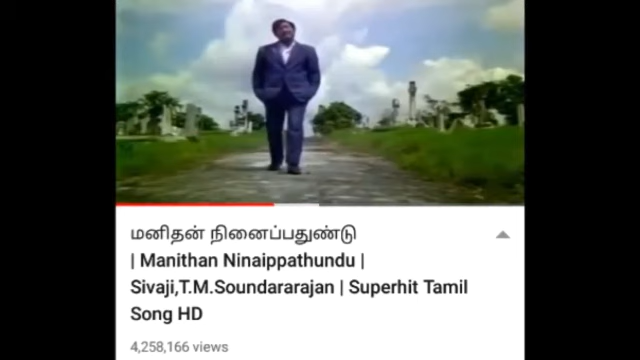 மனிதன் நினைப்பதுண்டு
| Manithan Ninaippathundu |
Sivaji,T.M.Soundararajan | Superhit Tamil
Song HD
4,258,166 views